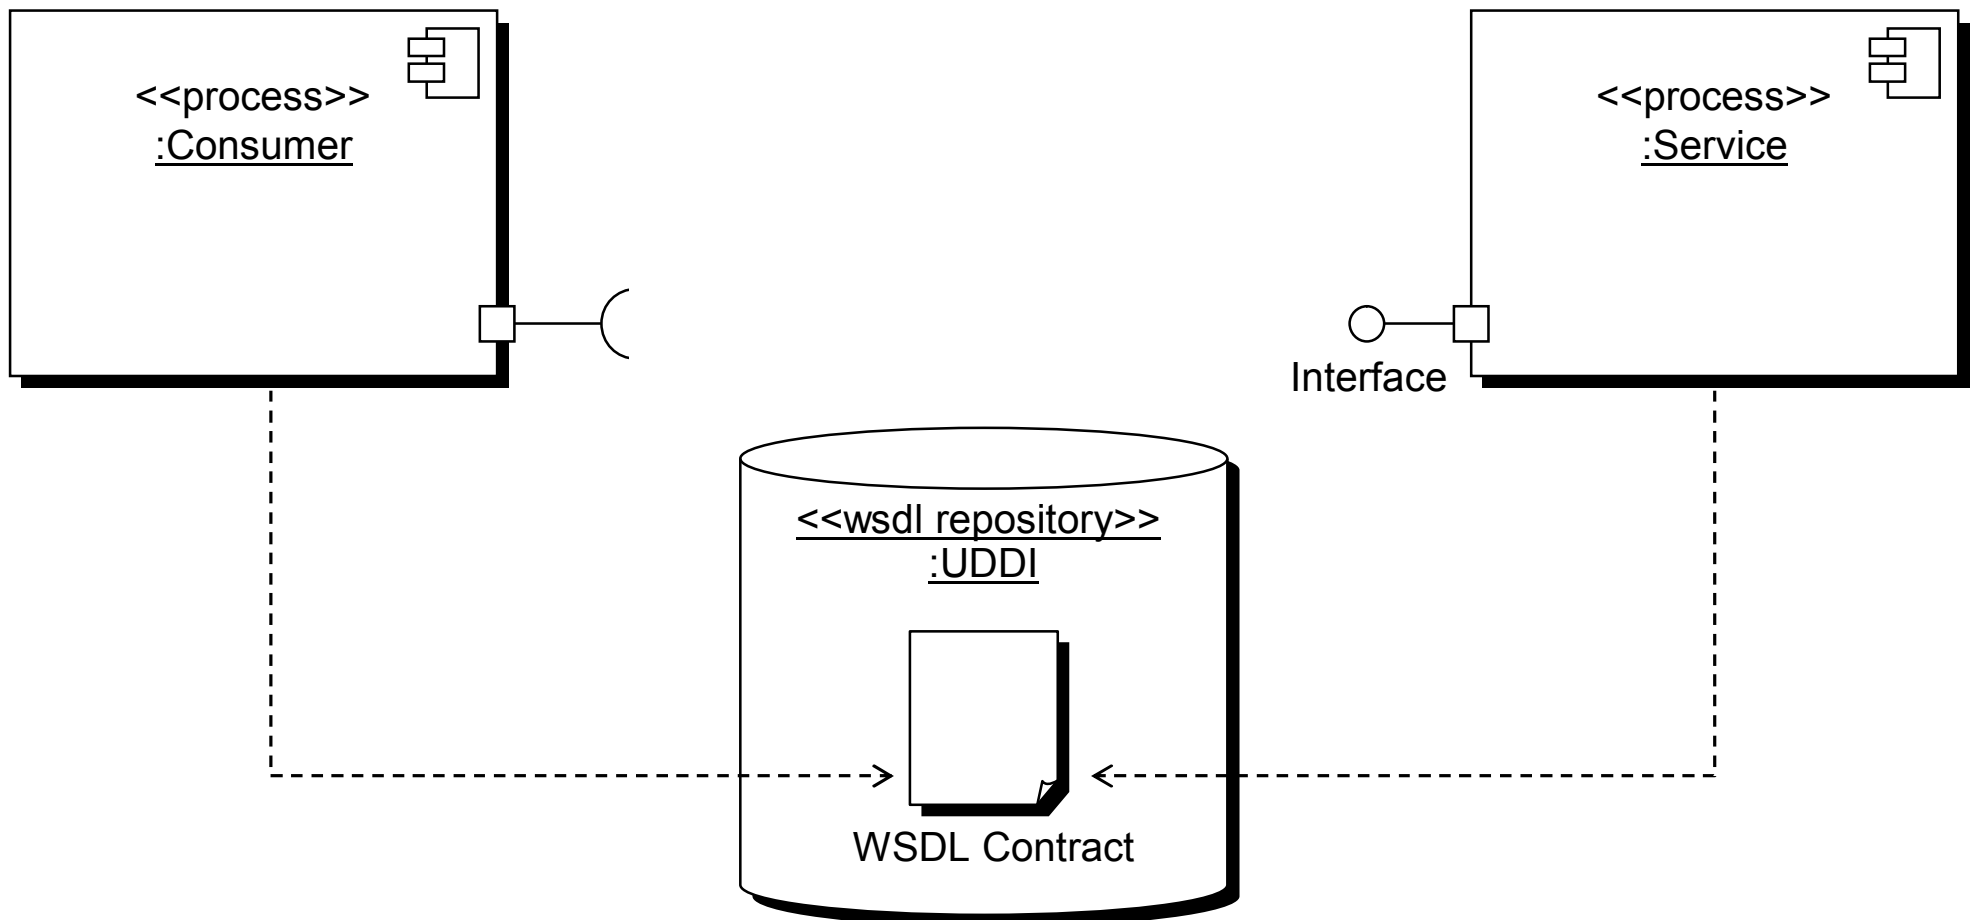 <<process>>
:Consumer
<<process>>
:Service
Interface
<<wsdl repository>>
:UDDI
WSDL Contract